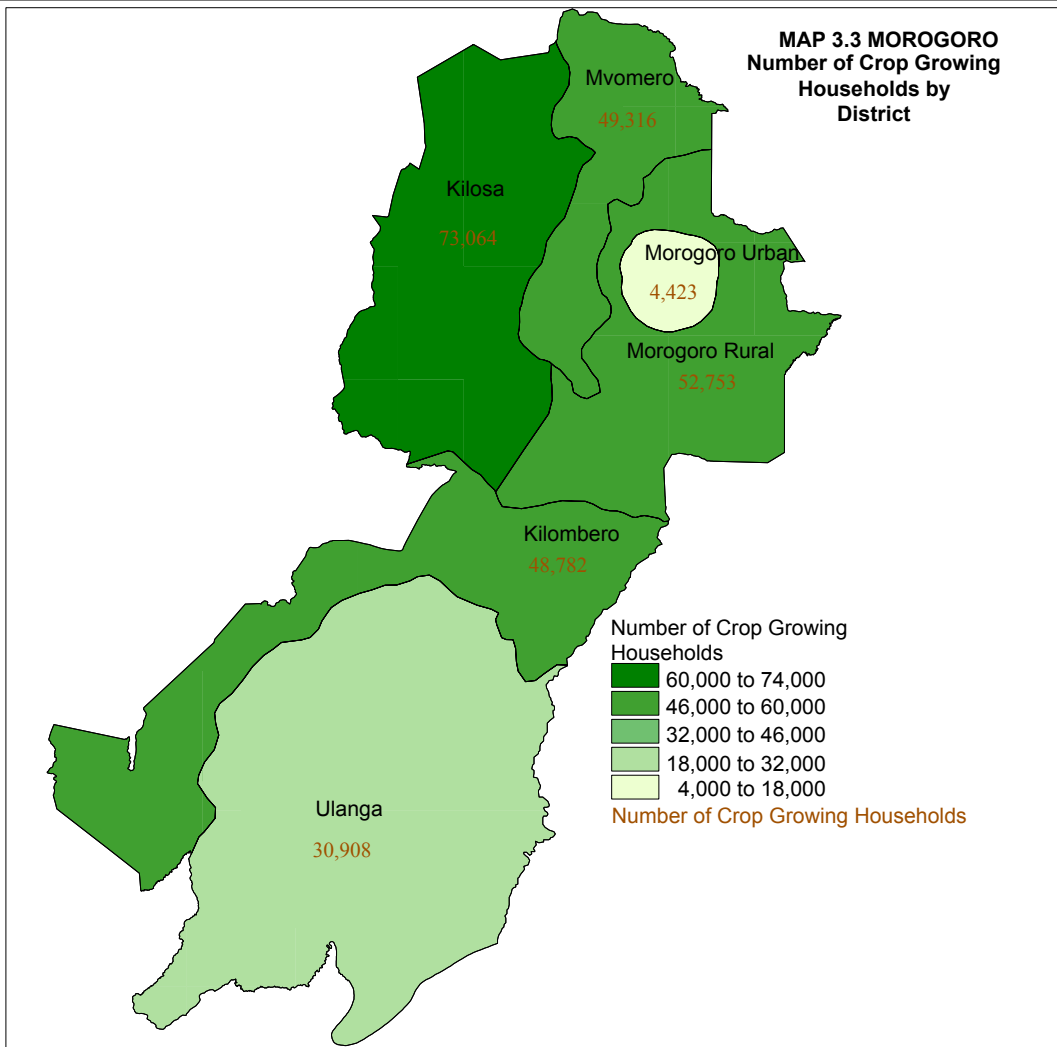 MAP 3.3 MOROGORO
Number of Crop Growing
Households by
District
Mvomero
49,316
Kilosa
73,064
Morogoro Urban
4,423
Morogoro Rural
52,753
Kilombero
48,782
Number of Crop Growing
Households
60,000 to 74,000
46,000 to 60,000
32,000 to 46,000
18,000 to 32,000
4,000 to 18,000
Number of Crop Growing Households
Ulanga
30,908